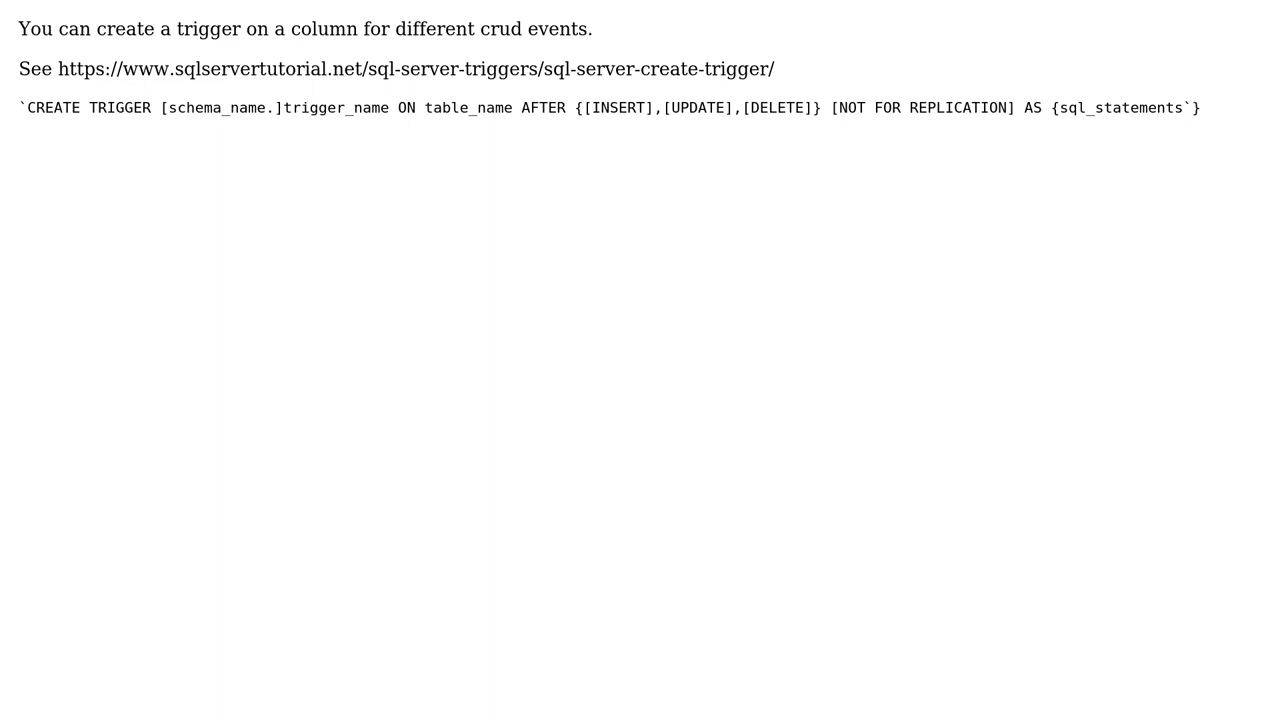 You can create a trigger on a column for different crud events.
See https://www.sqlservertutorial.net/sql-server-triggers/sql-server-create-trigger/
`CREATE TRIGGER [schema_name.]trigger_name ON table_name AFTER {[INSERT],[UPDATE],[DELETE]} [NOT FOR REPLICATION] AS {sql_statements`}